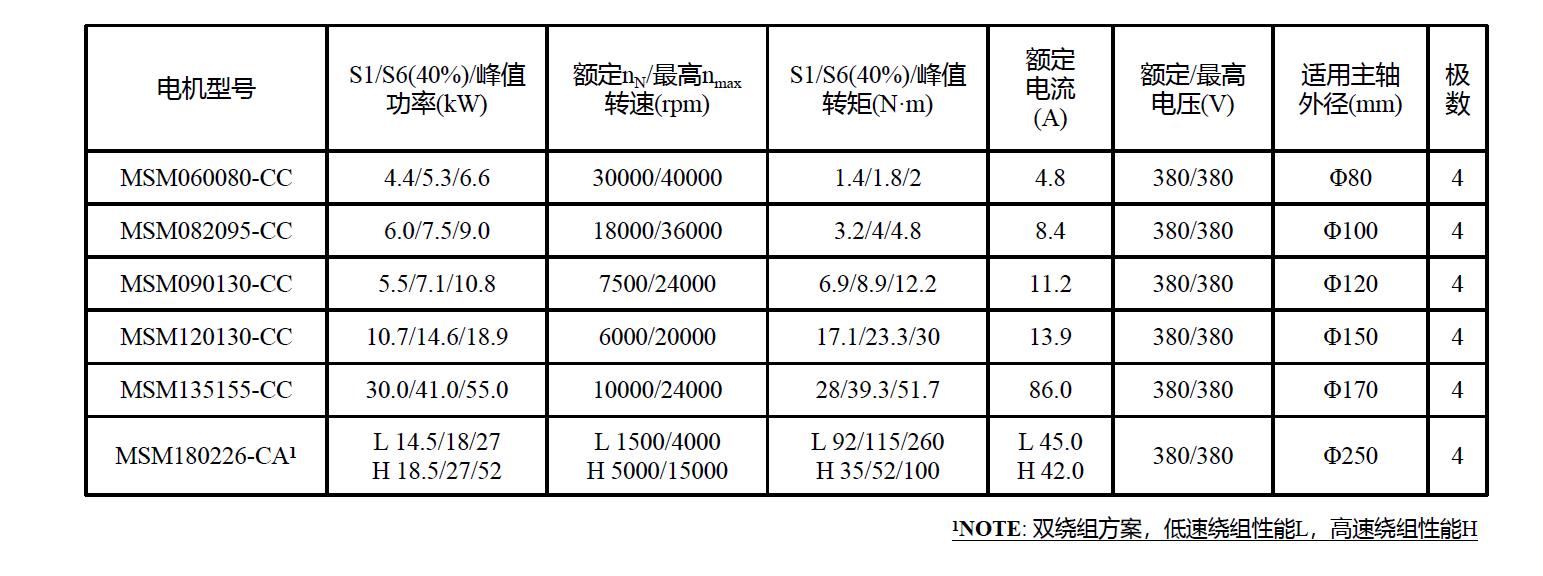 电机型号 S1/S6(40%)/峰值功率(kW) 额定nN/最高nmax转速(rpm) S1/S6(40%)/峰值转矩(N·m) 额定电流(A) 额定/最高电压(V) 适用主轴外径(mm) 极数
MSM060080-CC 4.4/5.3/6.6 30000/40000 1.4/1.8/2 4.8 380/380 Φ80 4
MSM082095-CC 6.0/7.5/9.0 18000/36000 3.2/4/4.8 8.4 380/380 Φ100 4
MSM090130-CC 5.5/7.1/10.8 7500/24000 6.9/8.9/12.2 11.2 380/380 Φ120 4
MSM120130-CC 10.7/14.6/18.9 6000/20000 17.1/23.3/30 13.9 380/380 Φ150 4
MSM135155-CC 30.0/41.0/55.0 10000/24000 28/39.3/51.7 86.0 380/380 Φ170 4
MSM180226-CA¹ L 14.5/18/27 L 1500/4000 L 92/115/260 L 45.0 380/380 Φ250 4
H 18.5/27/52 H 5000/15000 H 35/52/100 H 42.0
¹NOTE: 双绕组方案，低速绕组性能L，高速绕组性能H